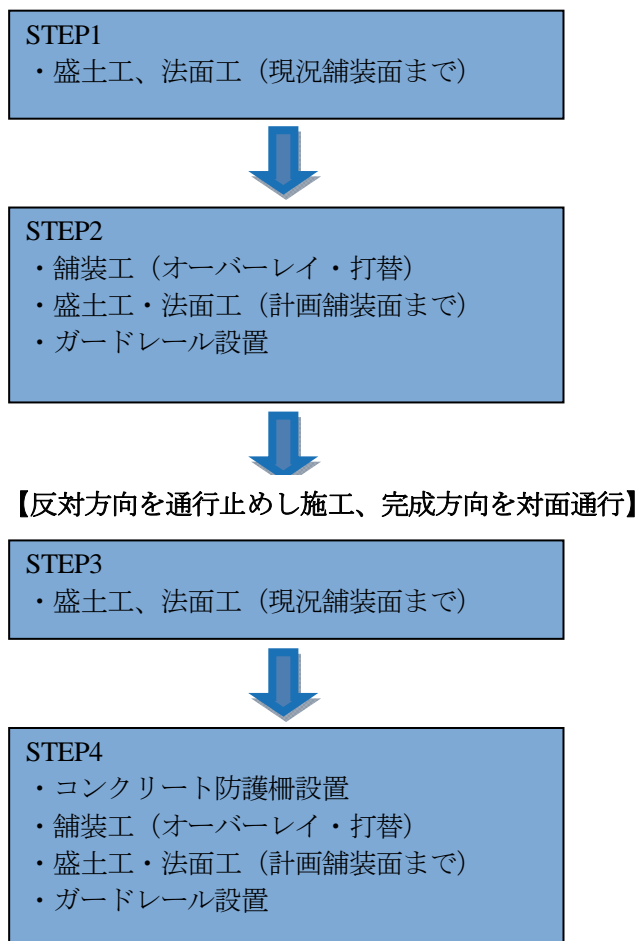 STEP1
・盛土工、法面工（現況舗装面まで）
STEP2
・舗装工（オーバーレイ・打替）
・盛土工・法面工（計画舗装面まで）
・ガードレール設置
【反対方向を通行止めし施工、完成方向を対面通行】
STEP3
・盛土工、法面工（現況舗装面まで）
STEP4
・コンクリート防護柵設置
・舗装工（オーバーレイ・打替）
・盛土工・法面工（計画舗装面まで）
・ガードレール設置